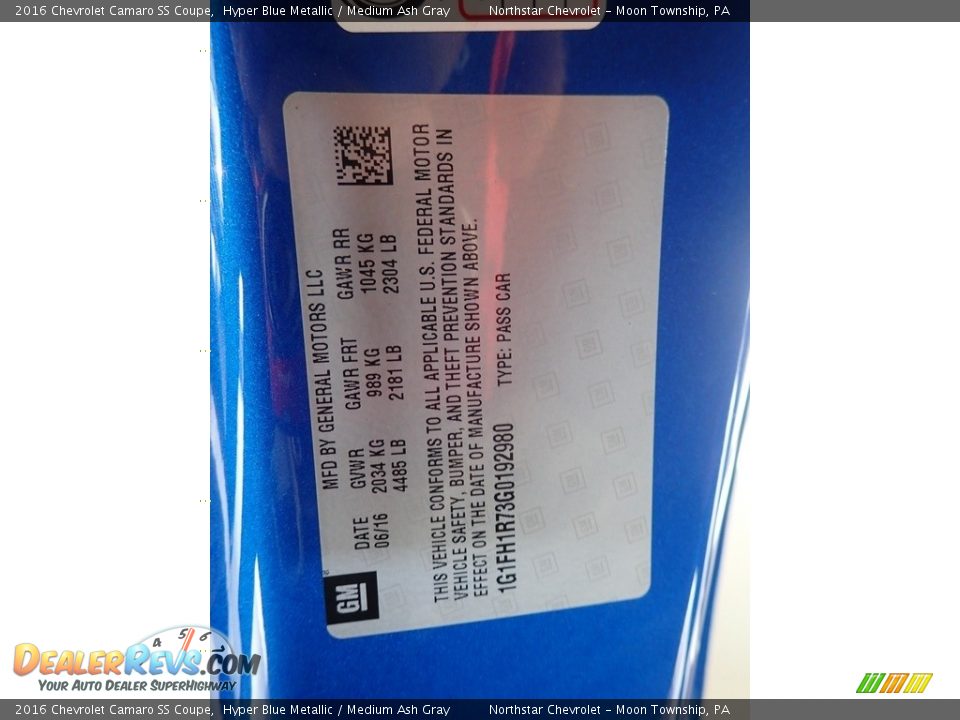 2016 Chevrolet Camaro SS Coupe, Hyper Blue Metallic / Medium Ash Gray Northstar Chevrolet - Moon Township, PA
MFD BY GENERAL MOTORS LLC
DATE GVWR GAWR FRT GAWR RR
06/16 2034 KG 989 KG 1045 KG
4485 LB 2181 LB 2304 LB
GM
THIS VEHICLE CONFORMS TO ALL APPLICABLE U.S. FEDERAL MOTOR
VEHICLE SAFETY, BUMPER, AND THEFT PREVENTION STANDARDS IN
EFFECT ON THE DATE OF MANUFACTURE SHOWN ABOVE.
1G1FH1R73G0192980 TYPE: PASS CAR
4 5 6
DEALERREVS.COM
YOUR AUTO DEALER SUPERHIGHWAY
2016 Chevrolet Camaro SS Coupe, Hyper Blue Metallic / Medium Ash Gray Northstar Chevrolet - Moon Township, PA